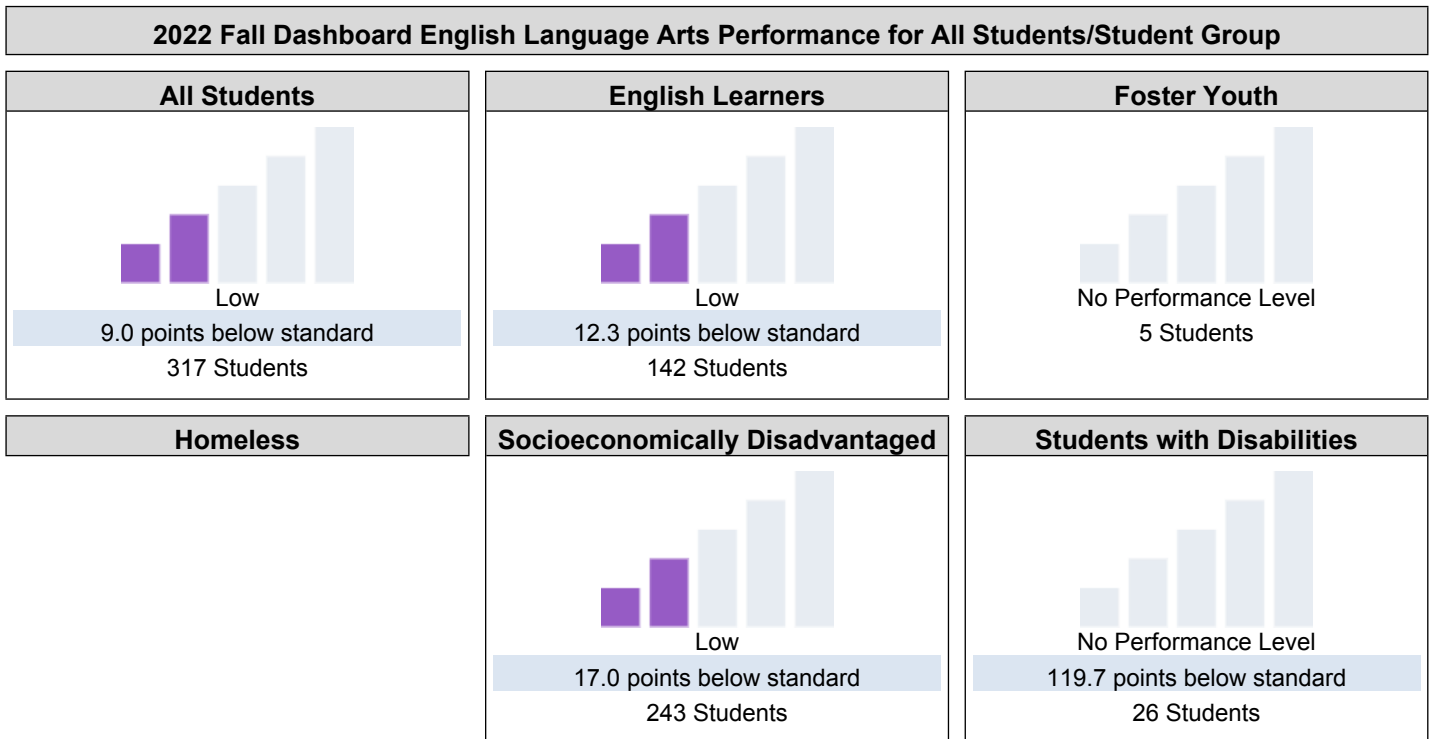 2022 Fall Dashboard English Language Arts Performance for All Students/Student Group
All Students
Low
9.0 points below standard
317 Students
English Learners
Low
12.3 points below standard
142 Students
Foster Youth
No Performance Level
5 Students
Homeless
Socioeconomically Disadvantaged
Low
17.0 points below standard
243 Students
Students with Disabilities
No Performance Level
119.7 points below standard
26 Students